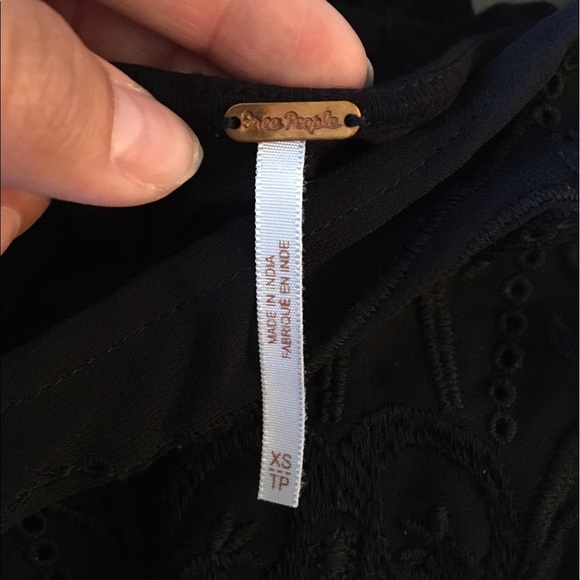 Free People
MADE IN INDIA
FABRIQUÉ EN INDE
XS
TP